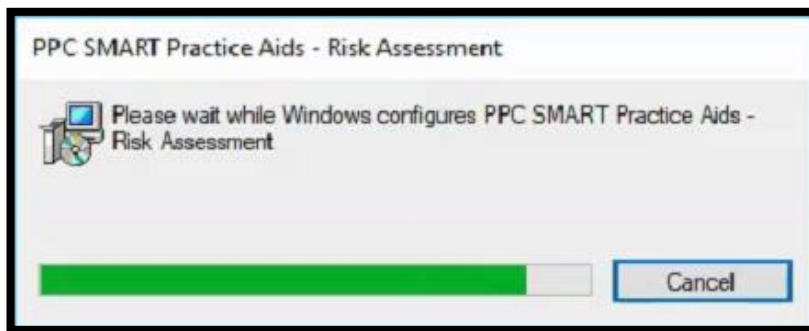 PPC SMART Practice Aids - Risk Assessment
Please wait while Windows configures PPC SMART Practice Aids -
Risk Assessment
Cancel